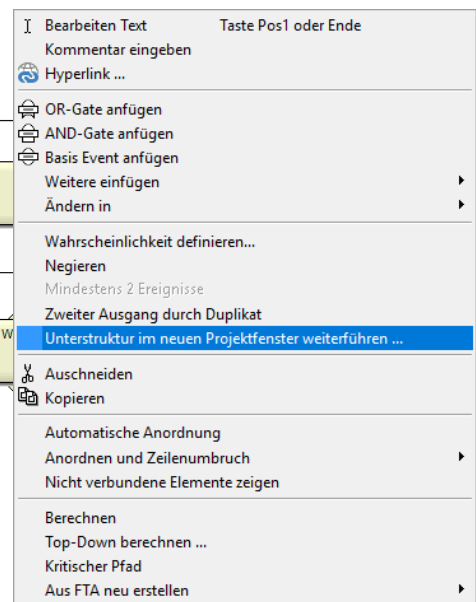 Bearbeiten Text Taste Pos1 oder Ende
Kommentar eingeben
Hyperlink ...
OR-Gate anfügen
AND-Gate anfügen
Basis Event anfügen
Weitere einfügen
Ändern in
Wahrscheinlichkeit definieren...
Negieren
Mindestens 2 Ereignisse
Zweiter Ausgang durch Duplikat
W
Unterstruktur im neuen Projektfenster weiterführen ...
Auschneiden
Kopieren
Automatische Anordnung
Anordnen und Zeilenumbruch
Nicht verbundene Elemente zeigen
Berechnen
Top-Down berechnen ...
Kritischer Pfad
Aus FTA neu erstellen